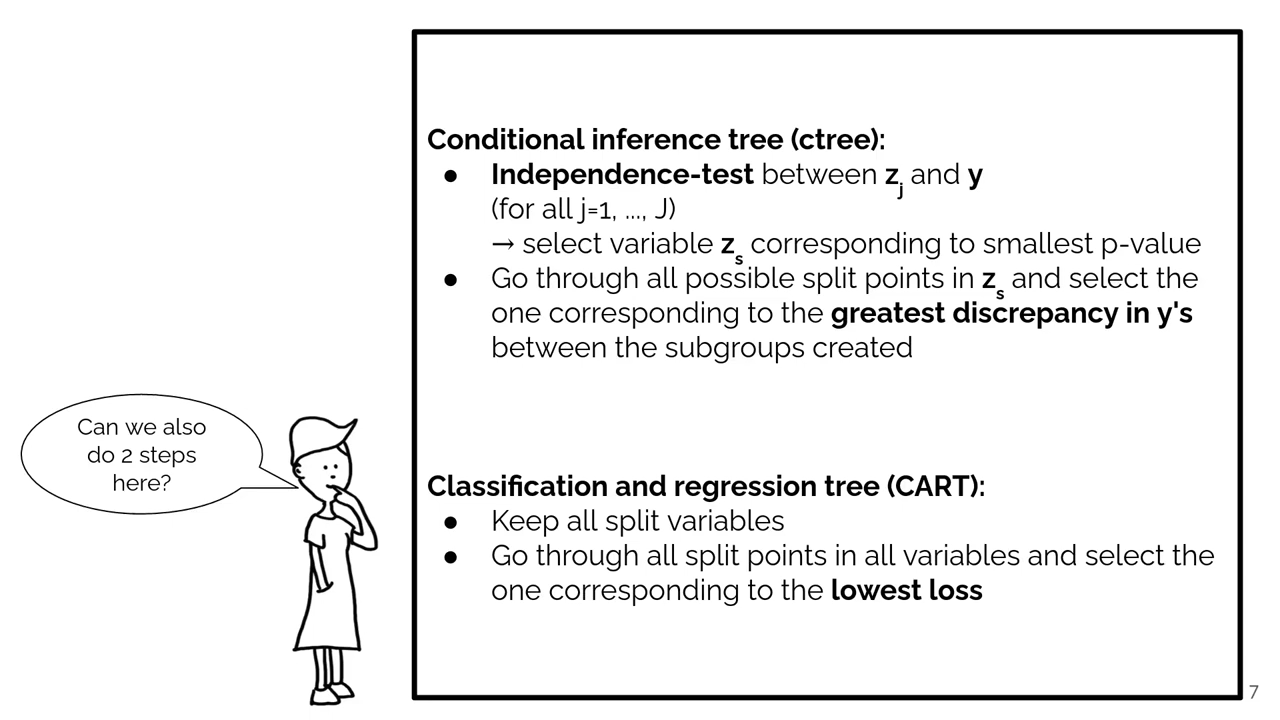 Conditional inference tree (ctree):
● Independence-test between zj and y
(for all j=1, ..., J)
→ select variable zs corresponding to smallest p-value
● Go through all possible split points in zs and select the
one corresponding to the greatest discrepancy in y's
between the subgroups created
Can we also
do 2 steps
here?
Classification and regression tree (CART):
● Keep all split variables
● Go through all split points in all variables and select the
one corresponding to the lowest loss
7